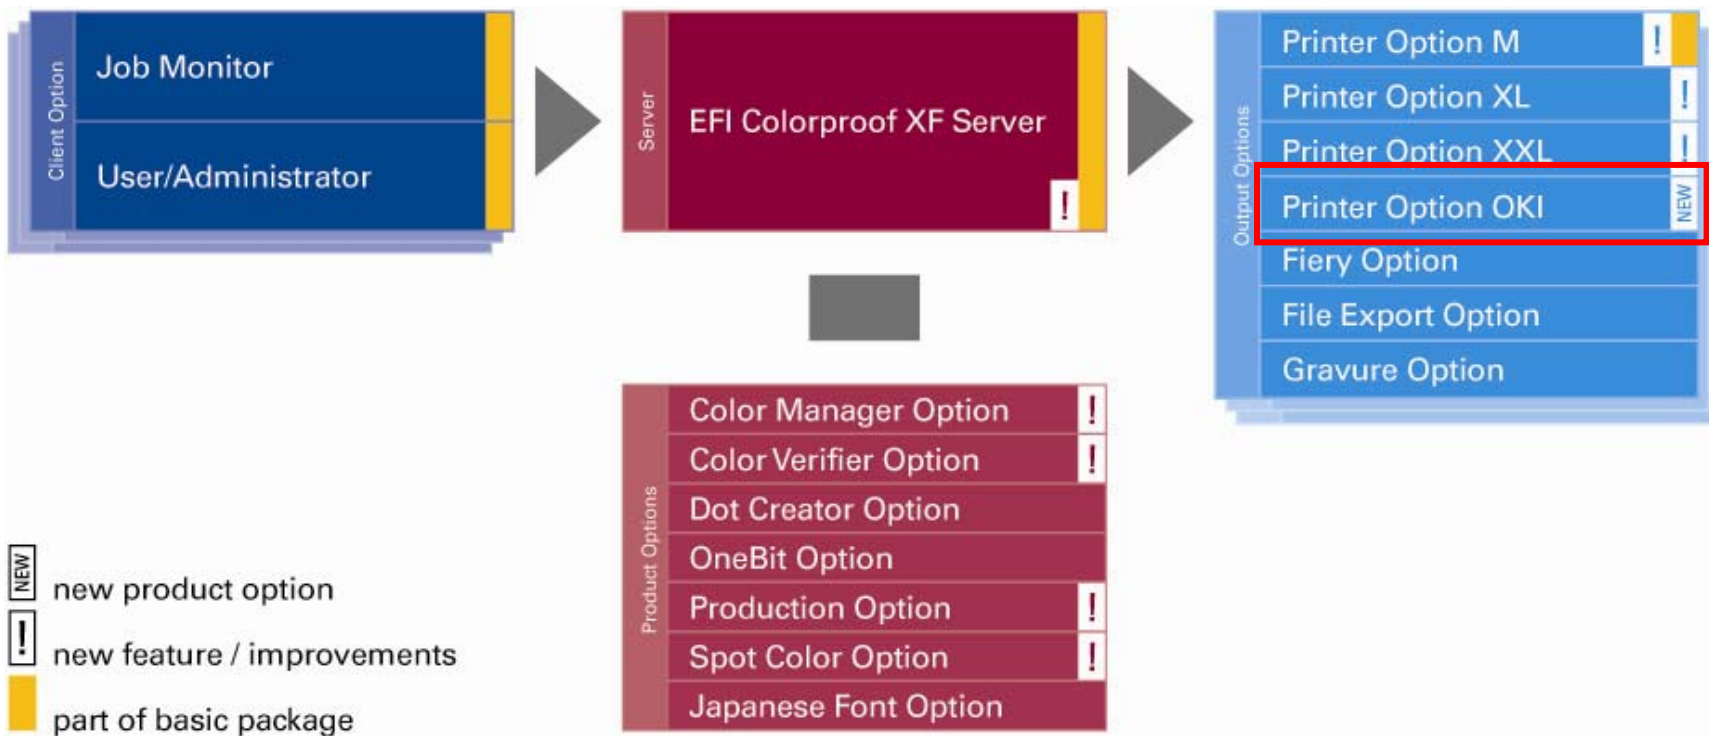 Client Option
Job Monitor
User/Administrator
Server
EFI Colorproof XF Server
!
Output Options
Printer Option M
!
Printer Option XL
!
Printer Option XXL
!
Printer Option OKI
NEW
Fiery Option
File Export Option
Gravure Option
Product Options
Color Manager Option
!
Color Verifier Option
!
Dot Creator Option
OneBit Option
Production Option
!
Spot Color Option
!
Japanese Font Option
NEW
new product option
!
new feature / improvements
part of basic package